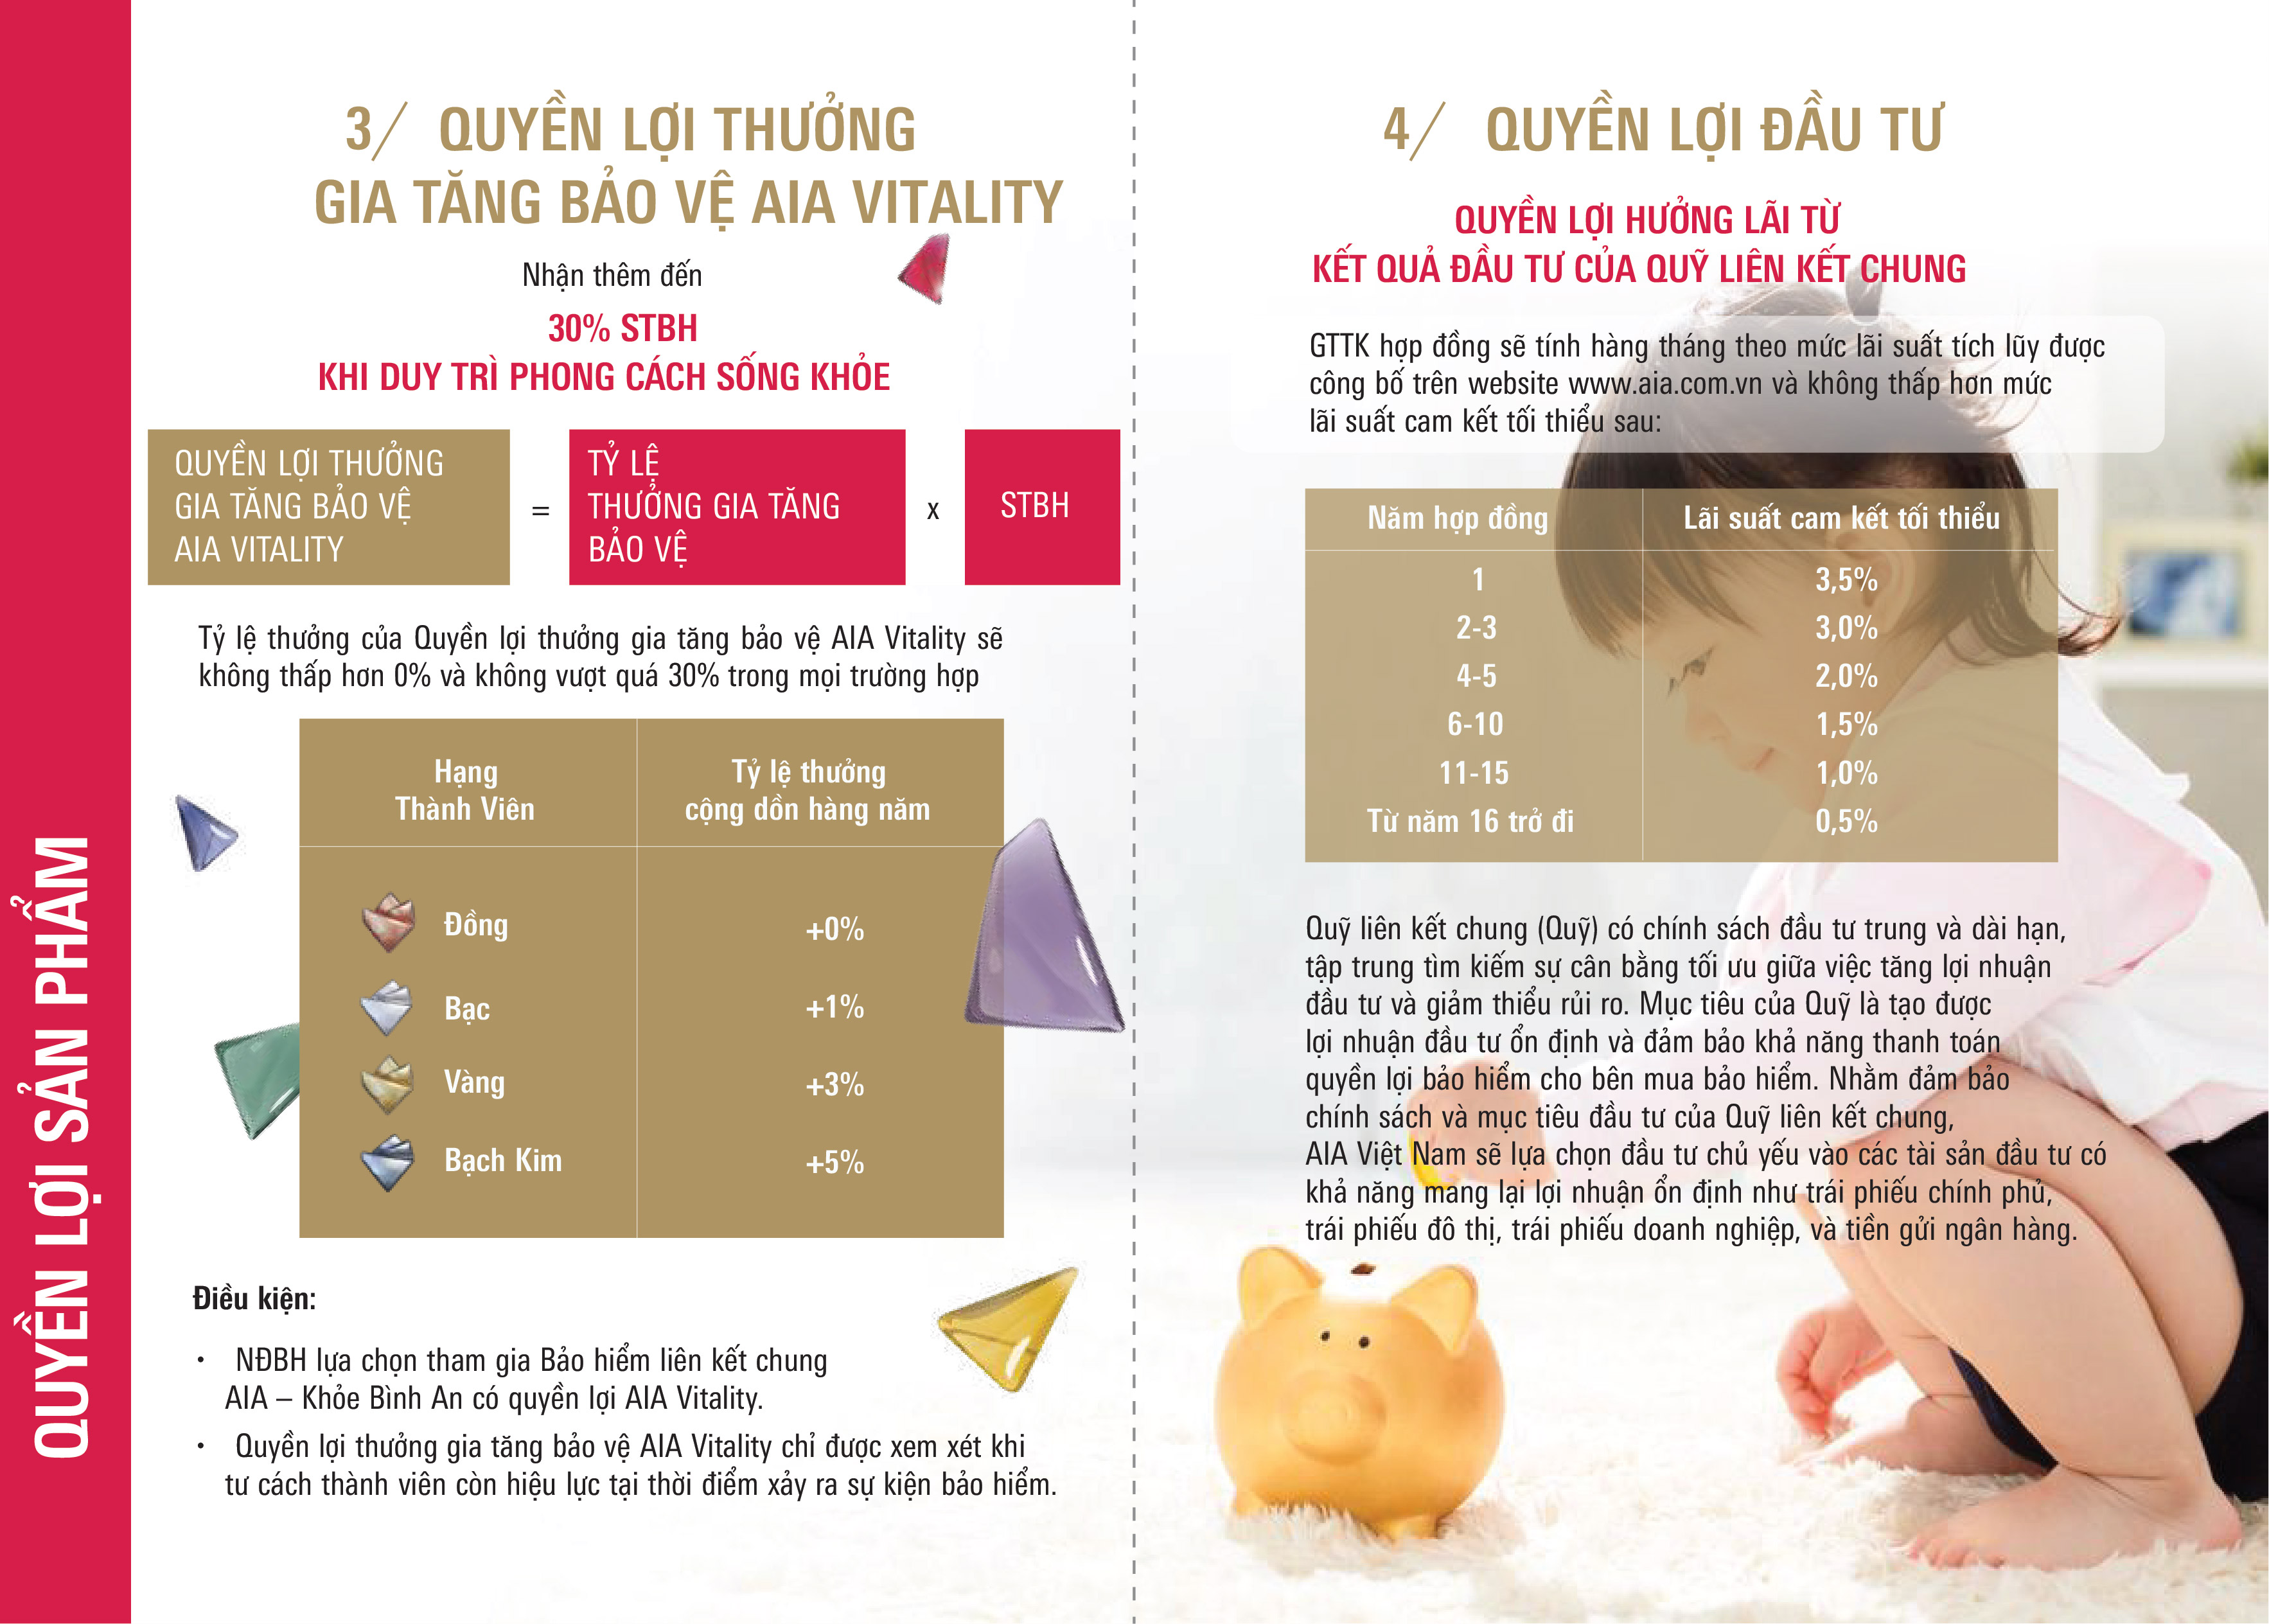 QUYỀN LỢI SẢN PHẨM
3/ QUYỀN LỢI THƯỞNG
GIA TĂNG BẢO VỆ AIA VITALITY
Nhận thêm đến
30% STBH
KHI DUY TRÌ PHONG CÁCH SỐNG KHỎE
QUYỀN LỢI THƯỞNG
GIA TĂNG BẢO VỆ
AIA VITALITY
=
TỶ LỆ
THƯỞNG GIA TĂNG
BẢO VỆ
x
STBH
Tỷ lệ thưởng của Quyền lợi thưởng gia tăng bảo vệ AIA Vitality sẽ
không thấp hơn 0% và không vượt quá 30% trong mọi trường hợp
Hạng
Thành Viên
Tỷ lệ thưởng
cộng dồn hàng năm
Đồng +0%
Bạc +1%
Vàng +3%
Bạch Kim +5%
Điều kiện:
• NĐBH lựa chọn tham gia Bảo hiểm liên kết chung
AIA – Khỏe Bình An có quyền lợi AIA Vitality.
• Quyền lợi thưởng gia tăng bảo vệ AIA Vitality chỉ được xem xét khi
tư cách thành viên còn hiệu lực tại thời điểm xảy ra sự kiện bảo hiểm.
4/ QUYỀN LỢI ĐẦU TƯ
QUYỀN LỢI HƯỞNG LÃI TỪ
KẾT QUẢ ĐẦU TƯ CỦA QUỸ LIÊN KẾT CHUNG
GTTK hợp đồng sẽ tính hàng tháng theo mức lãi suất tích lũy được
công bố trên website www.aia.com.vn và không thấp hơn mức
lãi suất cam kết tối thiểu sau:
Năm hợp đồng Lãi suất cam kết tối thiểu
1 3,5%
2-3 3,0%
4-5 2,0%
6-10 1,5%
11-15 1,0%
Từ năm 16 trở đi 0,5%
Quỹ liên kết chung (Quỹ) có chính sách đầu tư trung và dài hạn,
tập trung tìm kiếm sự cân bằng tối ưu giữa việc tăng lợi nhuận
đầu tư và giảm thiểu rủi ro. Mục tiêu của Quỹ là tạo được
lợi nhuận đầu tư ổn định và đảm bảo khả năng thanh toán
quyền lợi bảo hiểm cho bên mua bảo hiểm. Nhằm đảm bảo
chính sách và mục tiêu đầu tư của Quỹ liên kết chung,
AIA Việt Nam sẽ lựa chọn đầu tư chủ yếu vào các tài sản đầu tư có
khả năng mang lại lợi nhuận ổn định như trái phiếu chính phủ,
trái phiếu đô thị, trái phiếu doanh nghiệp, và tiền gửi ngân hàng.